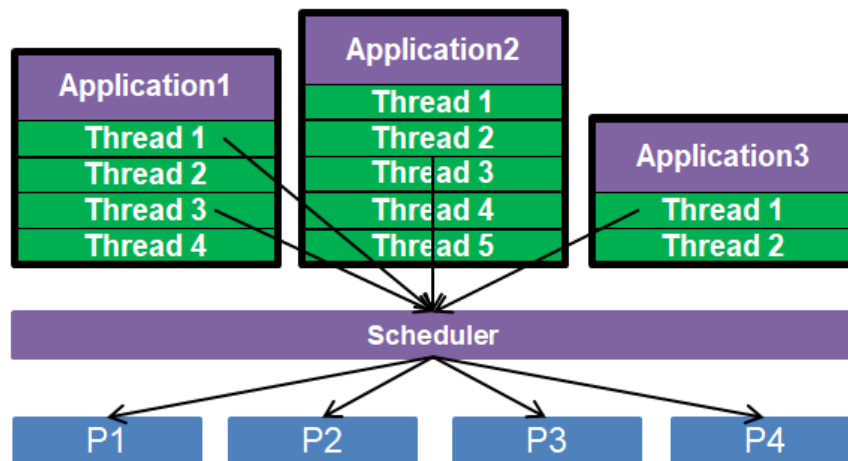 Application1
Thread 1
Thread 2
Thread 3
Thread 4
Application2
Thread 1
Thread 2
Thread 3
Thread 4
Thread 5
Application3
Thread 1
Thread 2
Scheduler
P1
P2
P3
P4